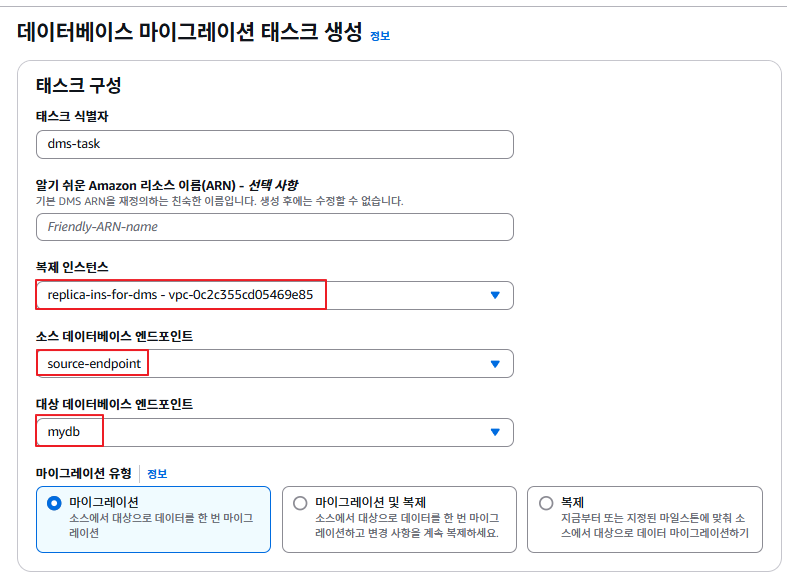 데이터베이스 마이그레이션 태스크 생성 정보
태스크 구성
태스크 식별자
dms-task
알기 쉬운 Amazon 리소스 이름(ARN) - 선택 사항
기본 DMS ARN을 재정의하는 친숙한 이름입니다. 생성 후에는 수정할 수 없습니다.
Friendly-ARN-name
복제 인스턴스
replica-ins-for-dms - vpc-0c2c355cd05469e85
소스 데이터베이스 엔드포인트
source-endpoint
대상 데이터베이스 엔드포인트
mydb
마이그레이션 유형 정보
마이그레이션
소스에서 대상으로 데이터를 한 번 마이그
레이션
마이그레이션 및 복제
소스에서 대상으로 데이터를 한 번 마이그
레이션하고 변경 사항을 계속 복제하세요.
복제
지금부터 또는 지정된 마일스톤에 맞춰 소
스에서 대상으로 데이터 마이그레이션하기